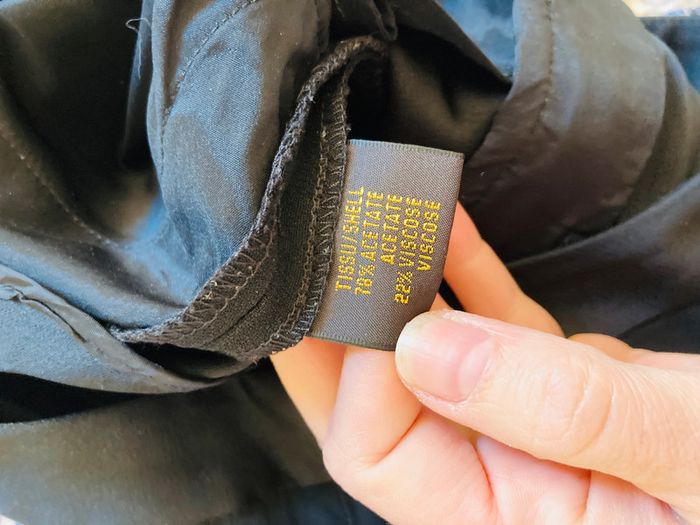 TISSU/SHELL
78% ACETATE
ACETATE
22% VISCOSE
VISCOSE